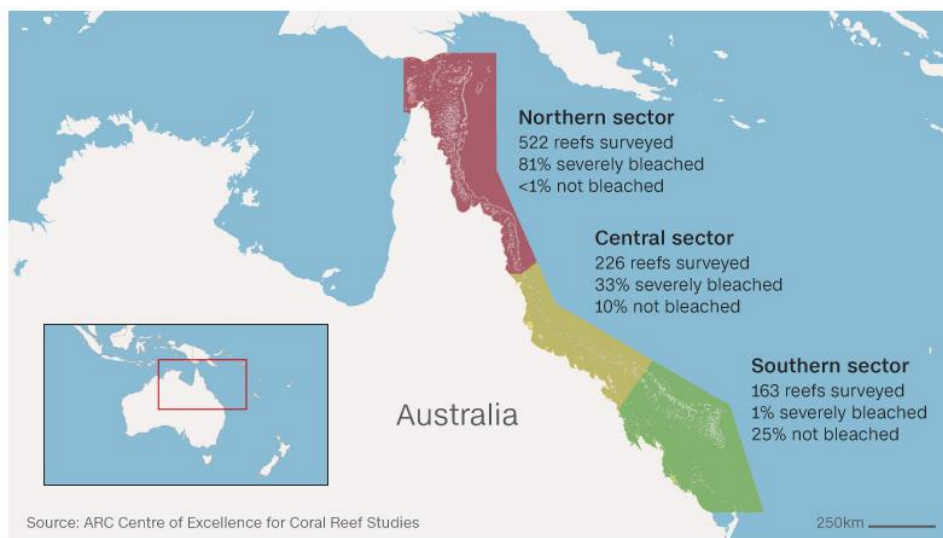 Northern sector
522 reefs surveyed
81% severely bleached
<1% not bleached
Central sector
226 reefs surveyed
33% severely bleached
10% not bleached
Southern sector
163 reefs surveyed
1% severely bleached
25% not bleached
Australia
Source: ARC Centre of Excellence for Coral Reef Studies
250km